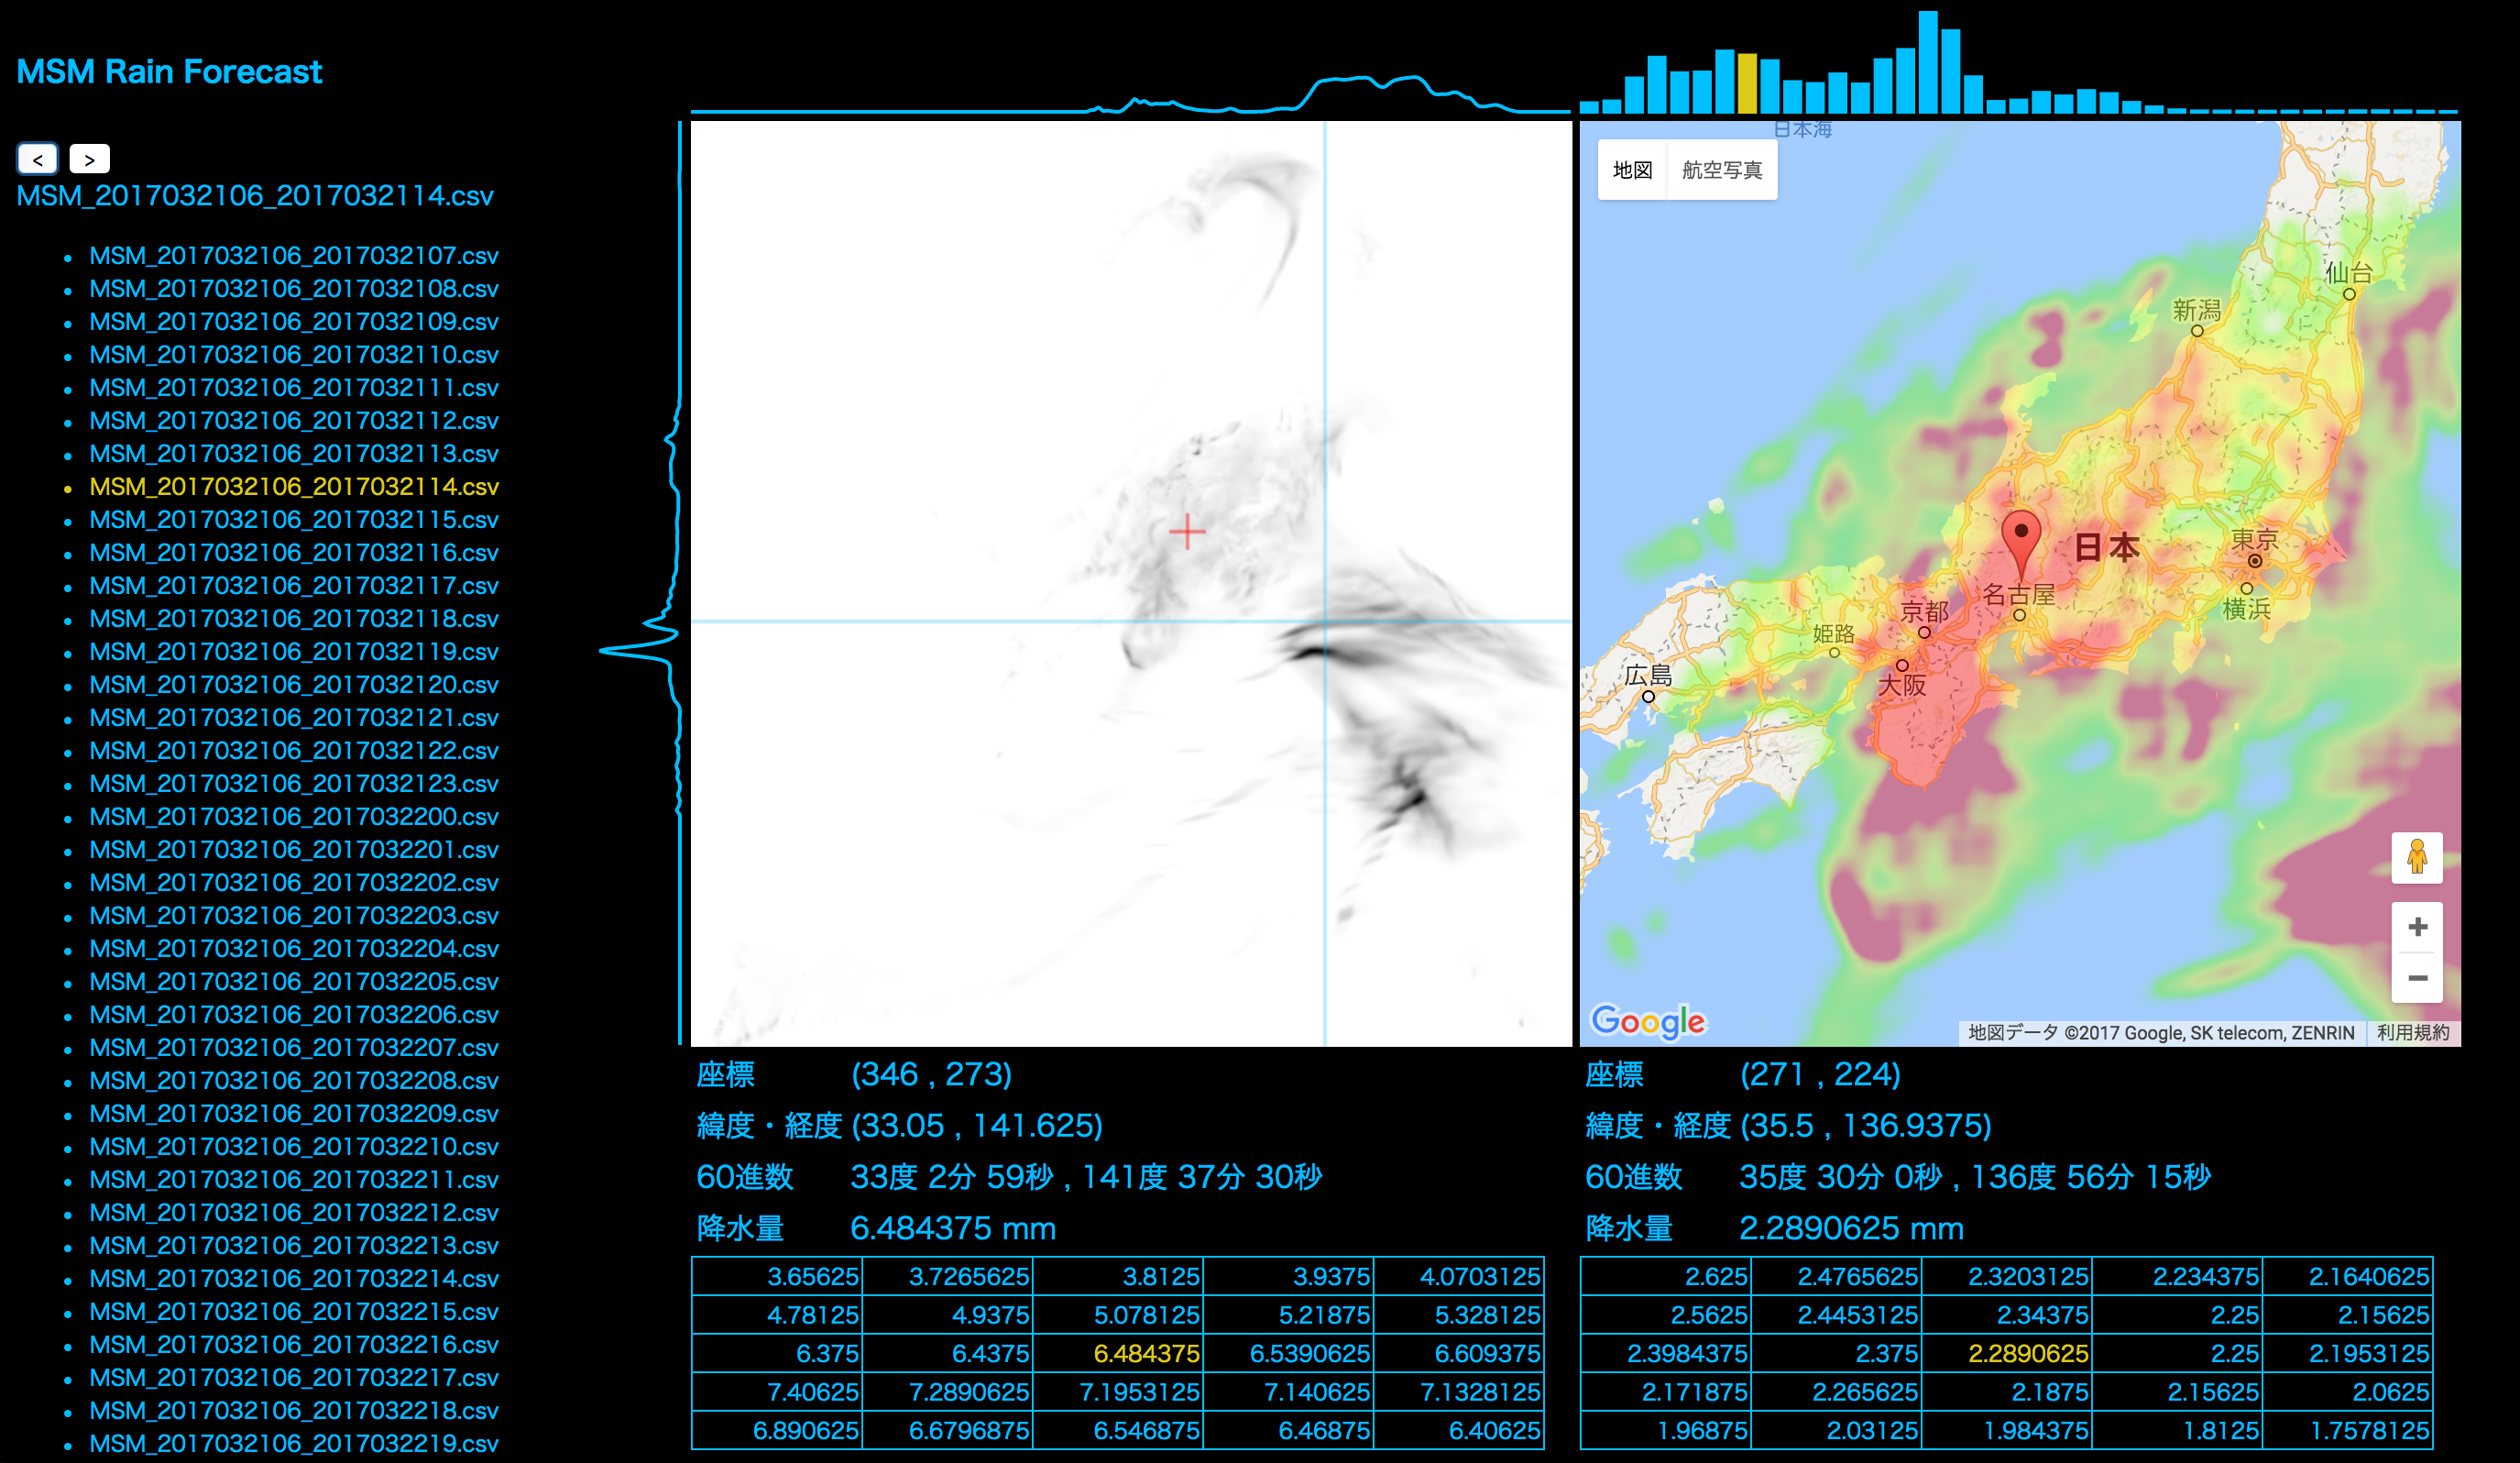 MSM Rain Forecast
< >
MSM_2017032106_2017032114.csv
MSM_2017032106_2017032107.csv
MSM_2017032106_2017032108.csv
MSM_2017032106_2017032109.csv
MSM_2017032106_2017032110.csv
MSM_2017032106_2017032111.csv
MSM_2017032106_2017032112.csv
MSM_2017032106_2017032113.csv
MSM_2017032106_2017032114.csv
MSM_2017032106_2017032115.csv
MSM_2017032106_2017032116.csv
MSM_2017032106_2017032117.csv
MSM_2017032106_2017032118.csv
MSM_2017032106_2017032119.csv
MSM_2017032106_2017032120.csv
MSM_2017032106_2017032121.csv
MSM_2017032106_2017032122.csv
MSM_2017032106_2017032123.csv
MSM_2017032106_2017032200.csv
MSM_2017032106_2017032201.csv
MSM_2017032106_2017032202.csv
MSM_2017032106_2017032203.csv
MSM_2017032106_2017032204.csv
MSM_2017032106_2017032205.csv
MSM_2017032106_2017032206.csv
MSM_2017032106_2017032207.csv
MSM_2017032106_2017032208.csv
MSM_2017032106_2017032209.csv
MSM_2017032106_2017032210.csv
MSM_2017032106_2017032211.csv
MSM_2017032106_2017032212.csv
MSM_2017032106_2017032213.csv
MSM_2017032106_2017032214.csv
MSM_2017032106_2017032215.csv
MSM_2017032106_2017032216.csv
MSM_2017032106_2017032217.csv
MSM_2017032106_2017032218.csv
MSM_2017032106_2017032219.csv
座標 (346 , 273)
緯度・経度 (33.05 , 141.625)
60進数 33度 2分 59秒 , 141度 37分 30秒
降水量 6.484375 mm
3.65625 3.7265625 3.8125 3.9375 4.0703125
4.78125 4.9375 5.078125 5.21875 5.328125
6.375 6.4375 6.484375 6.5390625 6.609375
7.40625 7.2890625 7.1953125 7.140625 7.1328125
6.890625 6.6796875 6.546875 6.46875 6.40625
日本海
地図 航空写真
仙台
新潟
日本
東京
名古屋
横浜
京都
姫路
広島
大阪
Google
地図データ ©2017 Google, SK telecom, ZENRIN 利用規約
座標 (271 , 224)
緯度・経度 (35.5 , 136.9375)
60進数 35度 30分 0秒 , 136度 56分 15秒
降水量 2.2890625 mm
2.625 2.4765625 2.3203125 2.234375 2.1640625
2.5625 2.4453125 2.34375 2.25 2.15625
2.3984375 2.375 2.2890625 2.25 2.1953125
2.171875 2.265625 2.1875 2.15625 2.0625
1.96875 2.03125 1.984375 1.8125 1.7578125